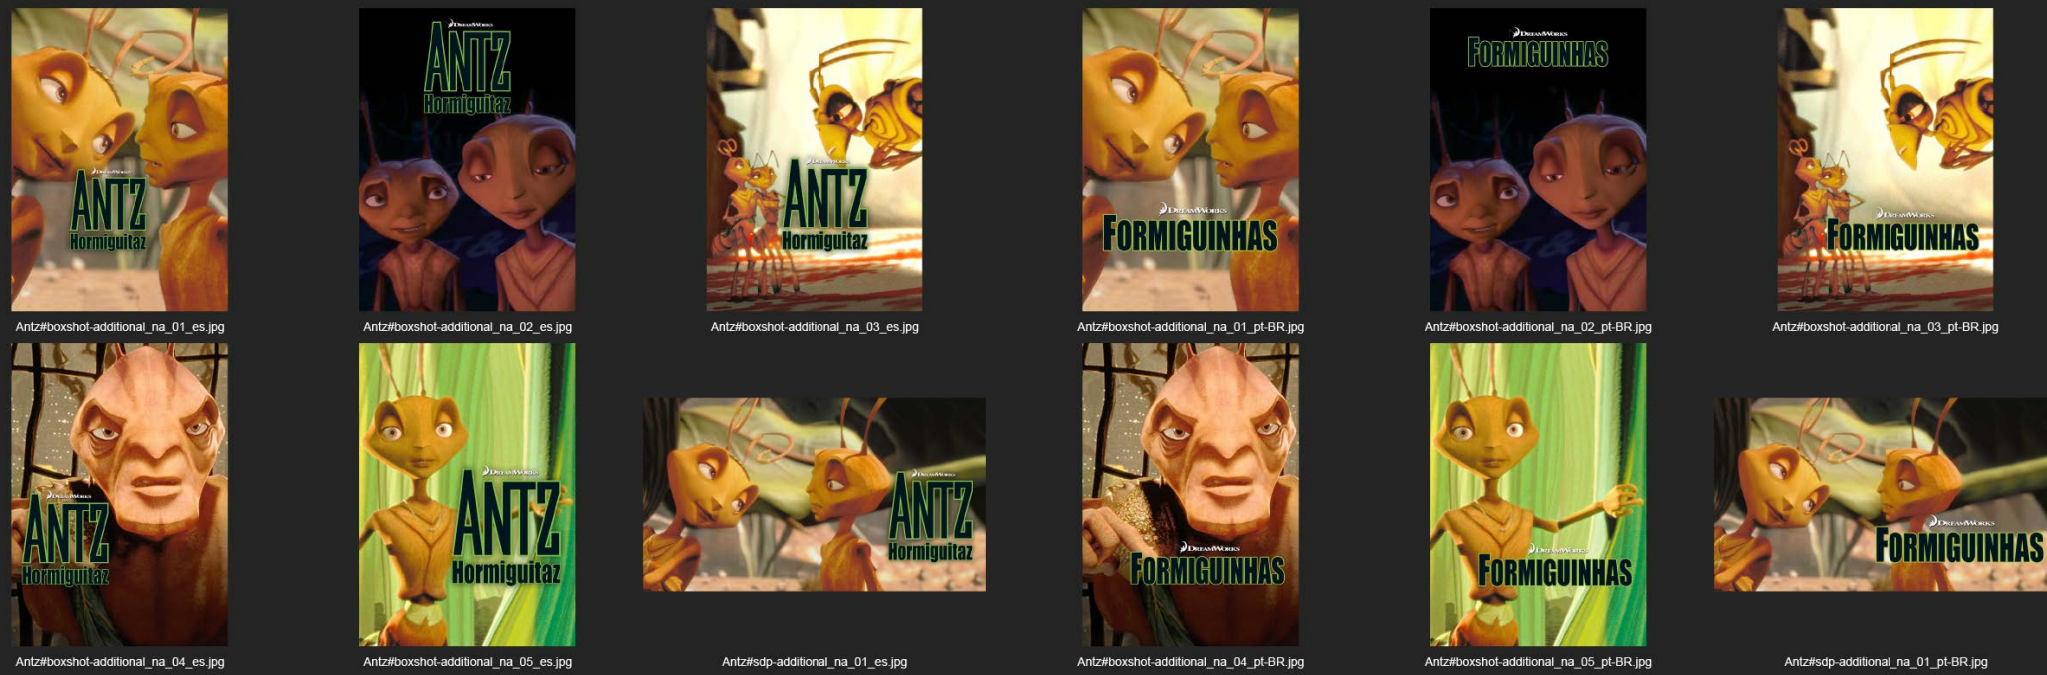 DREAMWORKS
ANTZ
Hormiguitaz
Antz#boxshot-additional_na_01_es.jpg
DREAMWORKS
ANTZ
Hormiguitaz
Antz#boxshot-additional_na_02_es.jpg
DREAMWORKS
ANTZ
Hormiguitaz
Antz#boxshot-additional_na_03_es.jpg
DREAMWORKS
FORMIGUINHAS
Antz#boxshot-additional_na_01_pt-BR.jpg
DREAMWORKS
FORMIGUINHAS
Antz#boxshot-additional_na_02_pt-BR.jpg
DREAMWORKS
FORMIGUINHAS
Antz#boxshot-additional_na_03_pt-BR.jpg
DREAMWORKS
ANTZ
Hormiguitaz
Antz#boxshot-additional_na_04_es.jpg
DREAMWORKS
ANTZ
Hormiguitaz
Antz#boxshot-additional_na_05_es.jpg
DREAMWORKS
ANTZ
Hormiguitaz
Antz#sdp-additional_na_01_es.jpg
DREAMWORKS
FORMIGUINHAS
Antz#boxshot-additional_na_04_pt-BR.jpg
DREAMWORKS
FORMIGUINHAS
Antz#boxshot-additional_na_05_pt-BR.jpg
DREAMWORKS
FORMIGUINHAS
Antz#sdp-additional_na_01_pt-BR.jpg